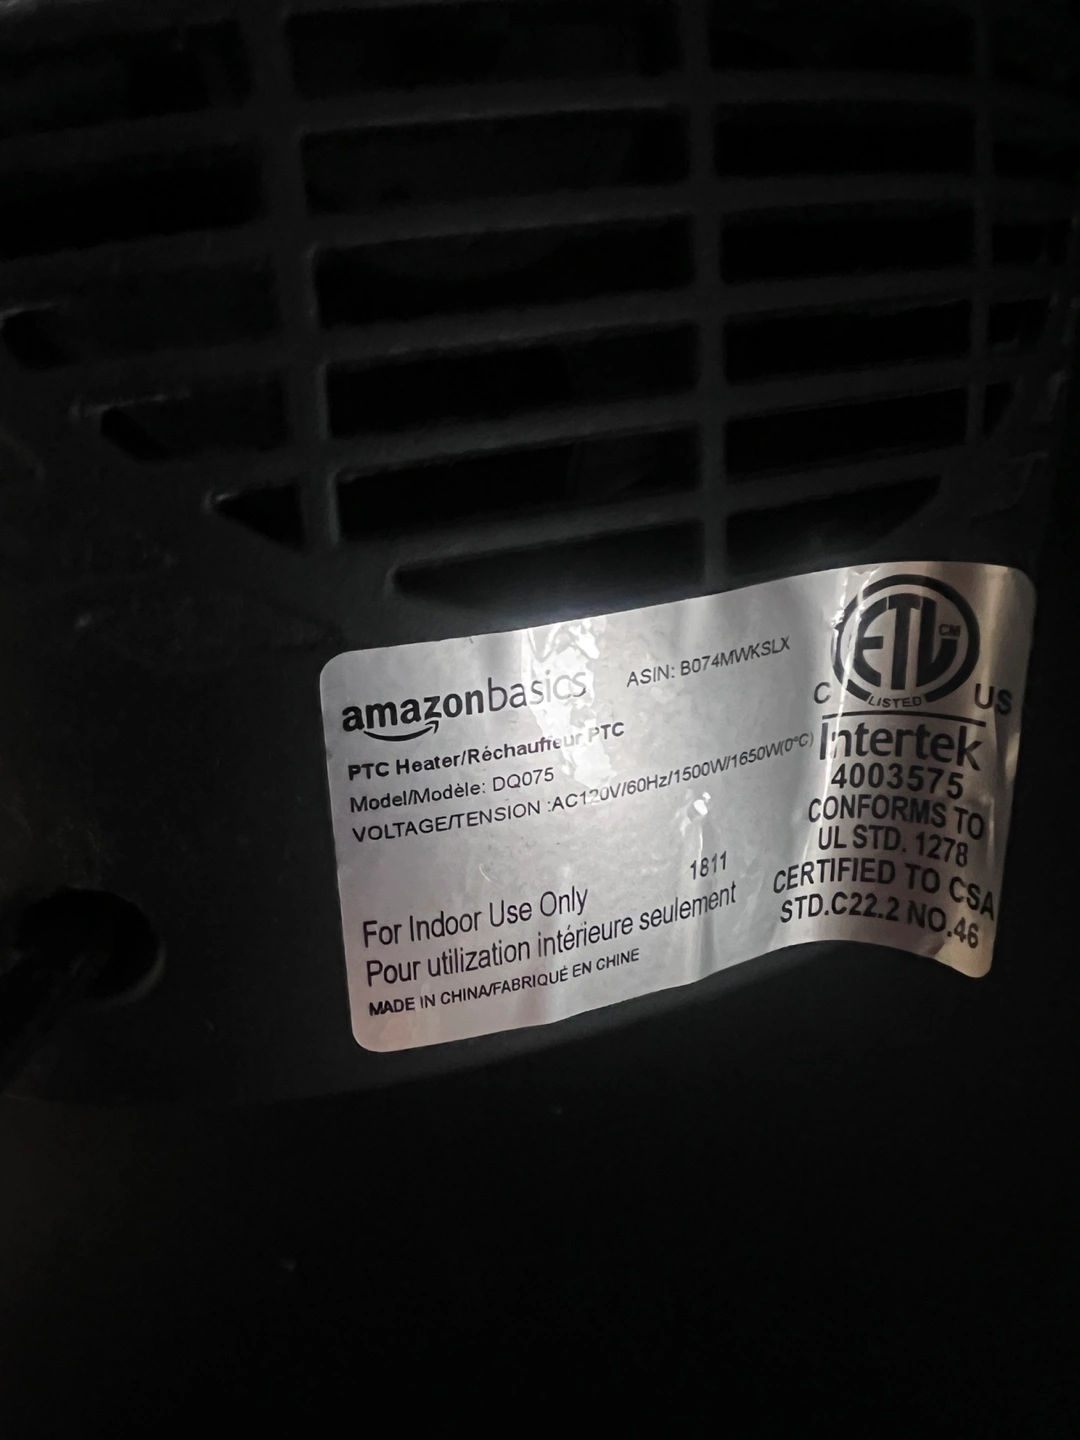 amazonbasics
ASIN: B074MWKSLX
PTC Heater/Réchauffeur PTC
Model/Modèle: DQ075
VOLTAGE/TENSION :AC120V/60Hz/1500W/1650W(0°C)
1811
For Indoor Use Only
Pour utilization intérieure seulement
MADE IN CHINA/FABRIQUÉ EN CHINE
ETL CM
C LISTED US
Intertek
4003575
CONFORMS TO
UL STD. 1278
CERTIFIED TO CSA
STD.C22.2 NO.46